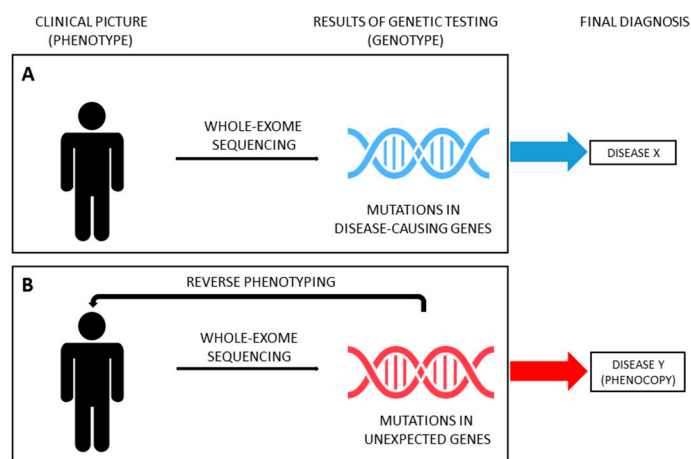 CLINICAL PICTURE
(PHENOTYPE)
RESULTS OF GENETIC TESTING
(GENOTYPE)
FINAL DIAGNOSIS
A
WHOLE-EXOME
SEQUENCING
MUTATIONS IN
DISEASE-CAUSING GENES
DISEASE X
B
REVERSE PHENOTYPING
WHOLE-EXOME
SEQUENCING
MUTATIONS IN
UNEXPECTED GENES
DISEASE Y
(PHENOCOPY)